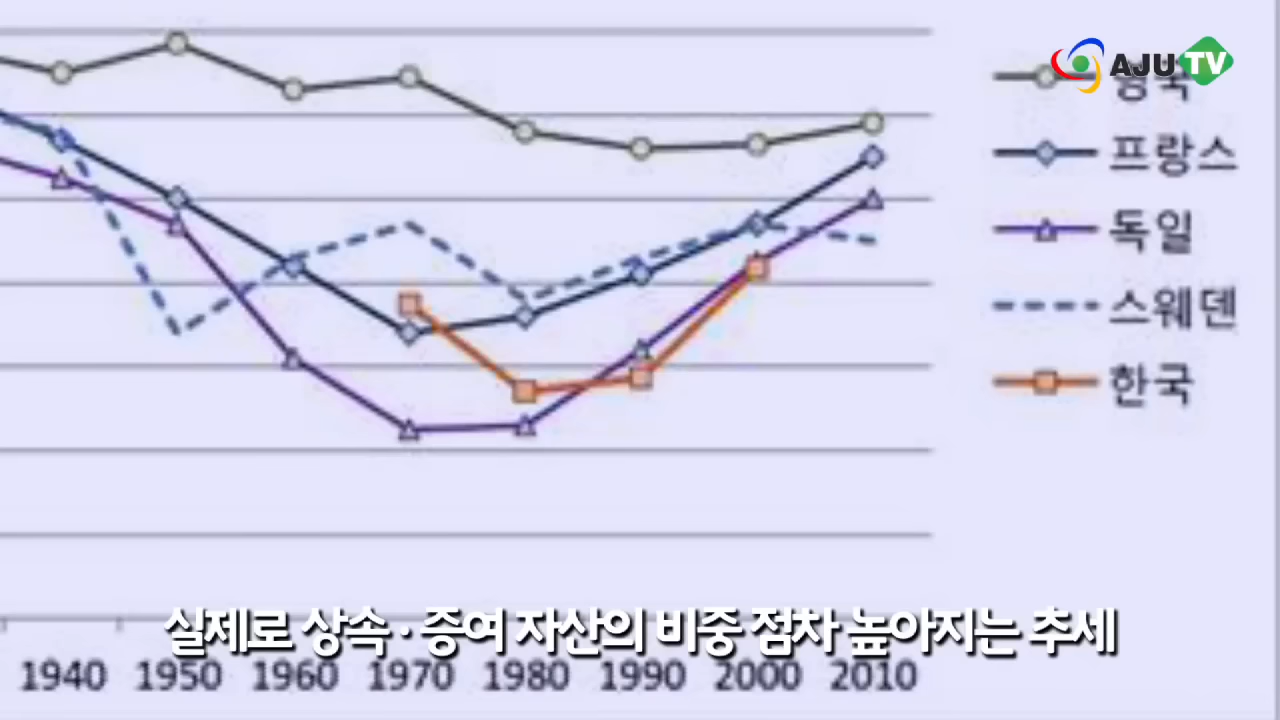 AJU TV
영국
프랑스
독일
스웨덴
한국
실제로 상속·증여 자산의 비중 점차 높아지는 추세
1940 1950 1960 1970 1980 1990 2000 2010